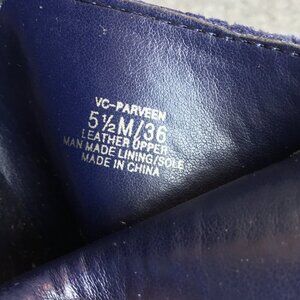 VC-PARVEEN
5½M/36
LEATHER UPPER
MAN MADE LINING/SOLE
MADE IN CHINA